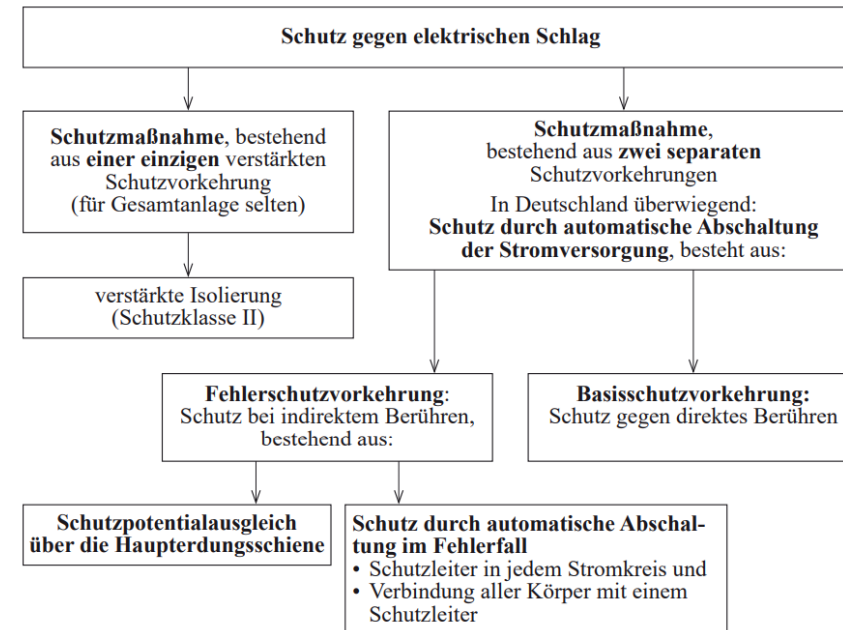 Schutz gegen elektrischen Schlag
Schutzmaßnahme, bestehend
aus einer einzigen verstärkten
Schutzvorkehrung
(für Gesamtanlage selten)
Schutzmaßnahme,
bestehend aus zwei separaten
Schutzvorkehrungen
In Deutschland überwiegend:
Schutz durch automatische Abschaltung
der Stromversorgung, besteht aus:
verstärkte Isolierung
(Schutzklasse II)
Fehlerschutzvorkehrung:
Schutz bei indirektem Berühren,
bestehend aus:
Basisschutzvorkehrung:
Schutz gegen direktes Berühren
Schutzpotentialausgleich
über die Haupterdungsschiene
Schutz durch automatische Abschal-
tung im Fehlerfall
• Schutzleiter in jedem Stromkreis und
• Verbindung aller Körper mit einem
Schutzleiter